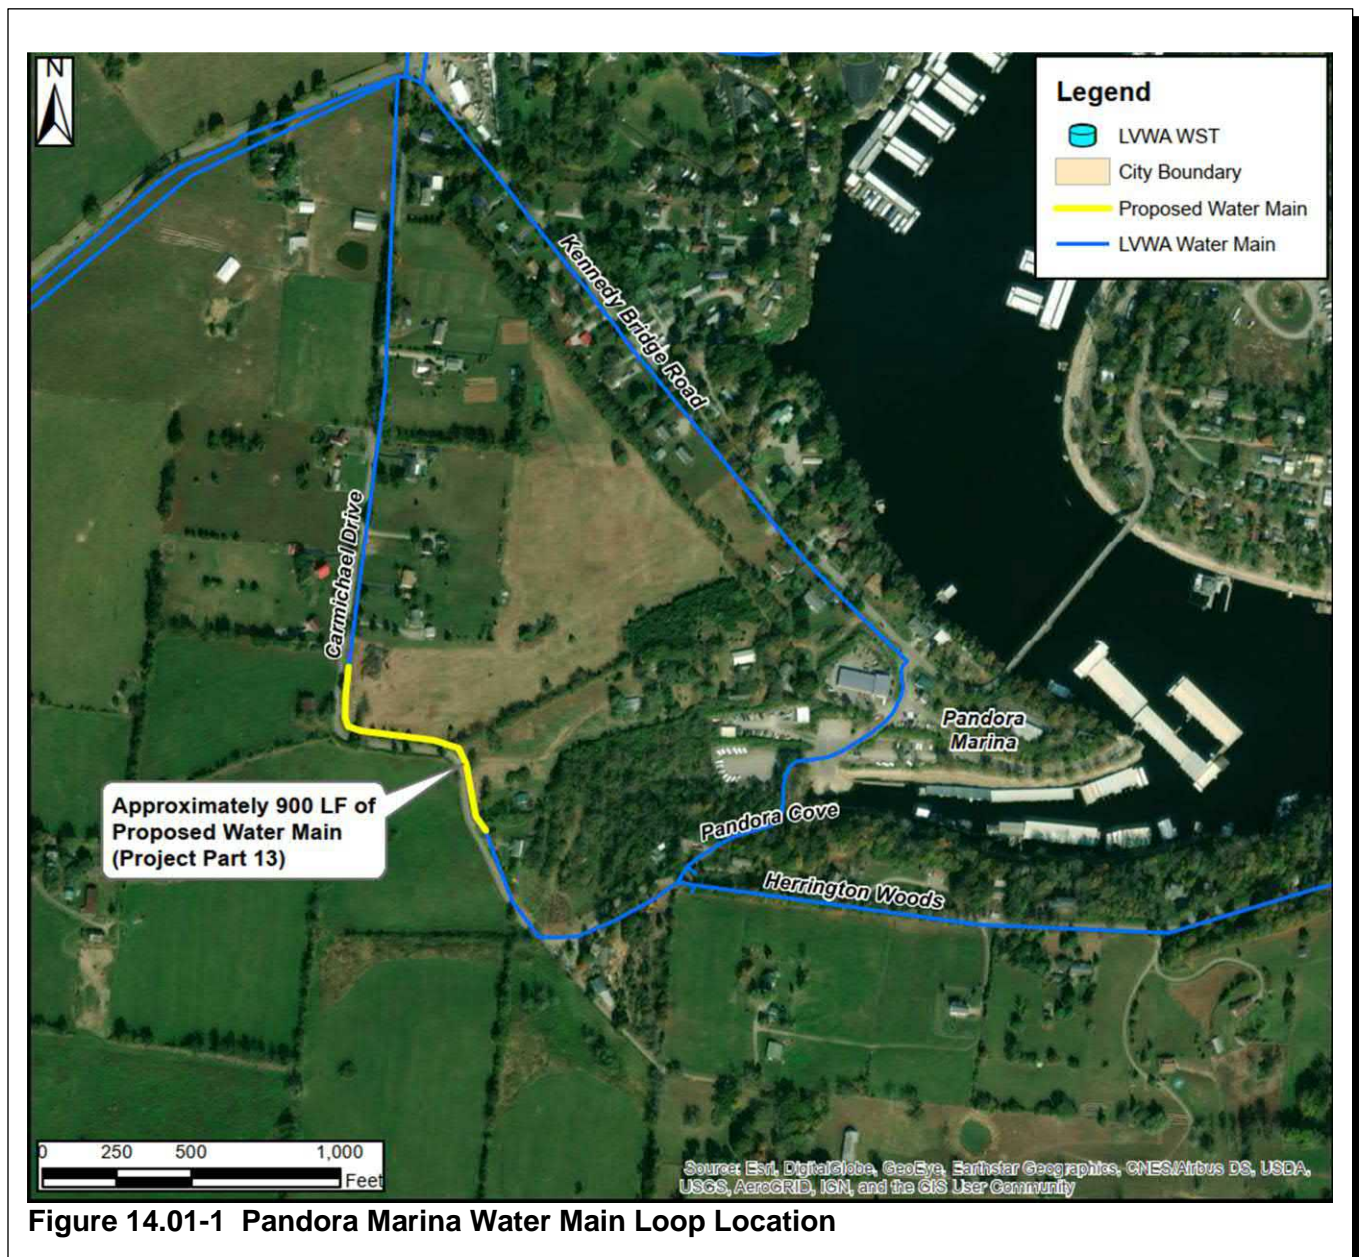 N
Legend
LVWA WST
City Boundary
Proposed Water Main
LVWA Water Main
Kennedy Bridge Road
Carmichael Drive
Pandora
Marina
Approximately 900 LF of
Proposed Water Main
(Project Part 13)
Pandora Cove
Herrington Woods
0 250 500 1,000
Feet
Source: Esri, DigitalGlobe, GeoEye, Earthstar Geographics, CNES/Airbus DS, USDA,
USGS, AeroGRID, IGN, and the GIS User Community
Figure 14.01-1 Pandora Marina Water Main Loop Location